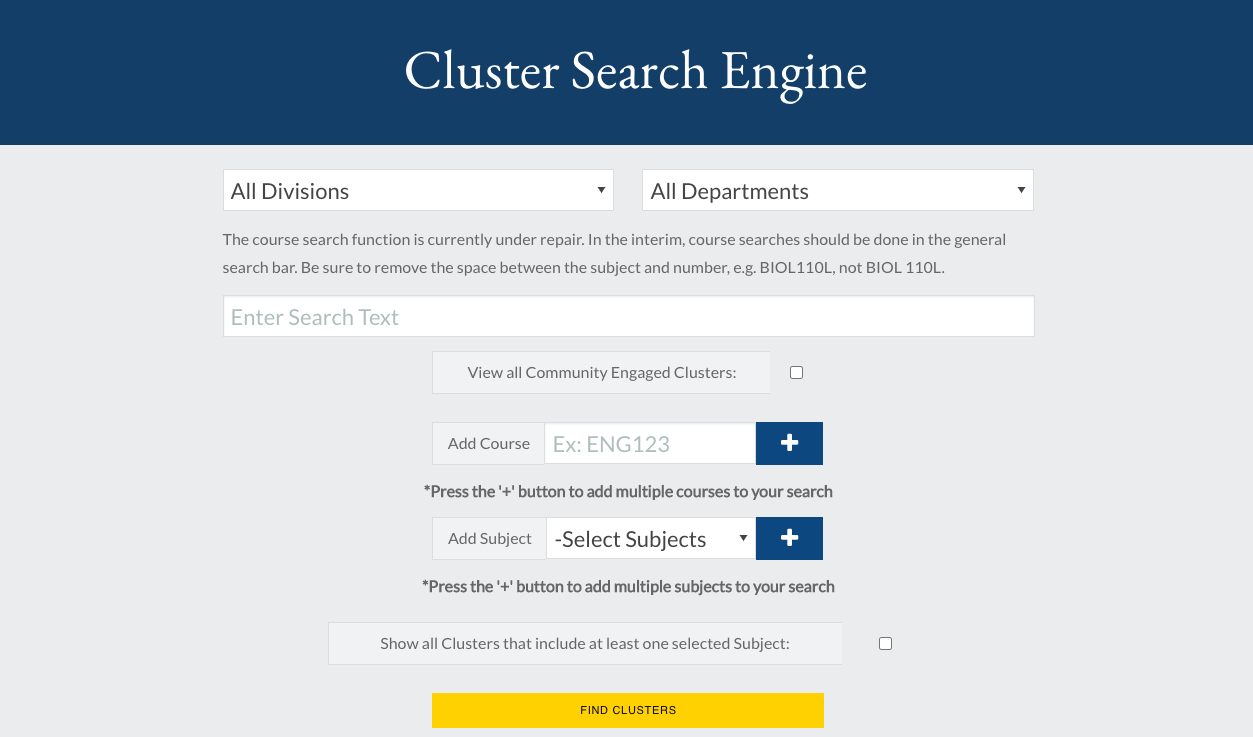 Cluster Search Engine
All Divisions
All Departments
The course search function is currently under repair. In the interim, course searches should be done in the general
search bar. Be sure to remove the space between the subject and number, e.g. BIOL110L, not BIOL 110L.
Enter Search Text
View all Community Engaged Clusters:
Add Course
Ex: ENG123
*Press the '+' button to add multiple courses to your search
Add Subject
-Select Subjects
*Press the '+' button to add multiple subjects to your search
Show all Clusters that include at least one selected Subject:
FIND CLUSTERS